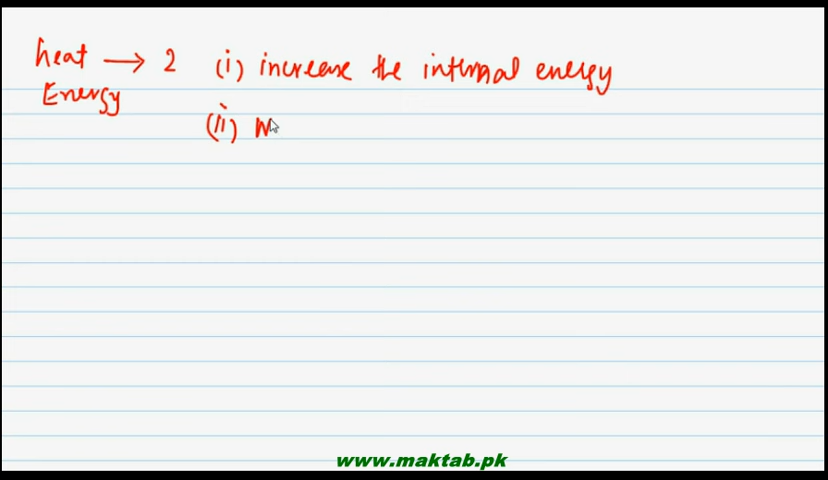 heat → 2 (i) increase the internal energy
Energy
(ii)
www.maktab.pk